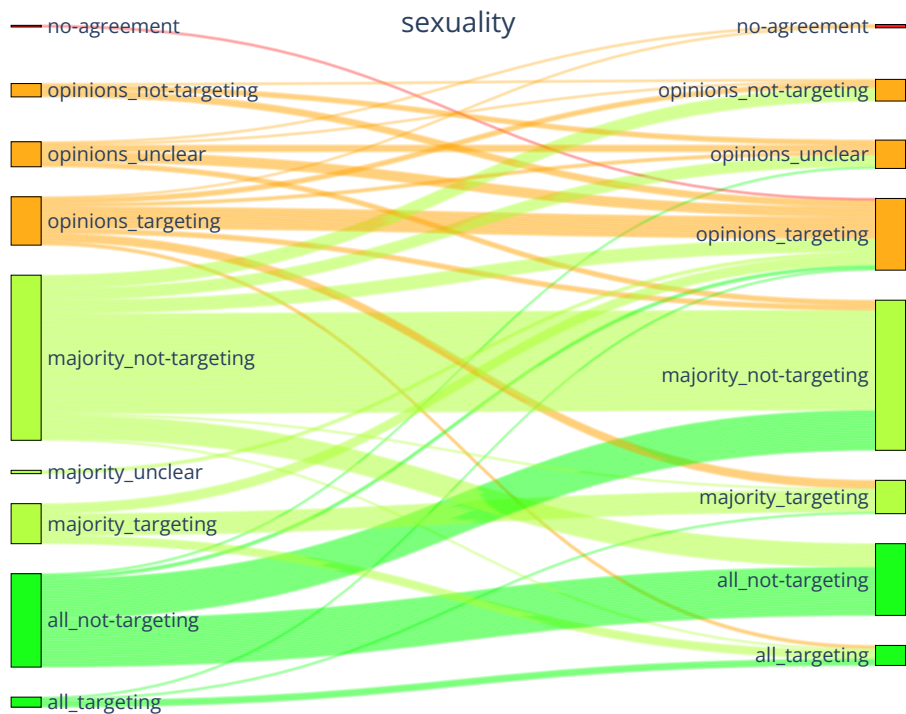 sexuality
no-agreement
no-agreement
opinions_not-targeting
opinions_not-targeting
opinions_unclear
opinions_unclear
opinions_targeting
opinions_targeting
majority_not-targeting
majority_not-targeting
majority_unclear
majority_targeting
majority_targeting
all_not-targeting
all_not-targeting
all_targeting
all_targeting